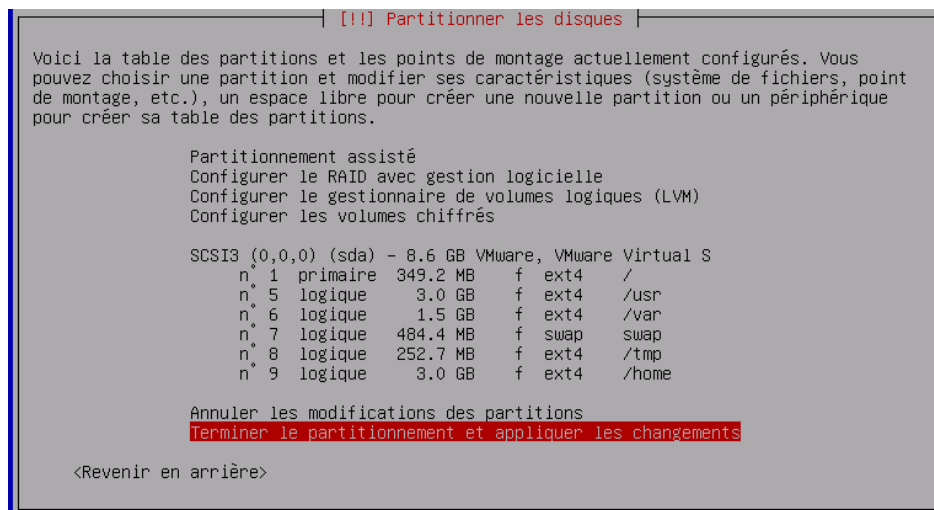 [!!] Partitionner les disques
Voici la table des partitions et les points de montage actuellement configurés. Vous
pouvez choisir une partition et modifier ses caractéristiques (système de fichiers, point
de montage, etc.), un espace libre pour créer une nouvelle partition ou un périphérique
pour créer sa table des partitions.
Partitionnement assisté
Configurer le RAID avec gestion logicielle
Configurer le gestionnaire de volumes logiques (LVM)
Configurer les volumes chiffrés
SCSI3 (0,0,0) (sda) - 8.6 GB VMware, VMware Virtual S
n° 1 primaire 349.2 MB f ext4 /
n° 5 logique 3.0 GB f ext4 /usr
n° 6 logique 1.5 GB f ext4 /var
n° 7 logique 484.4 MB f swap swap
n° 8 logique 252.7 MB f ext4 /tmp
n° 9 logique 3.0 GB f ext4 /home
Annuler les modifications des partitions
Terminer le partitionnement et appliquer les changements
<Revenir en arrière>